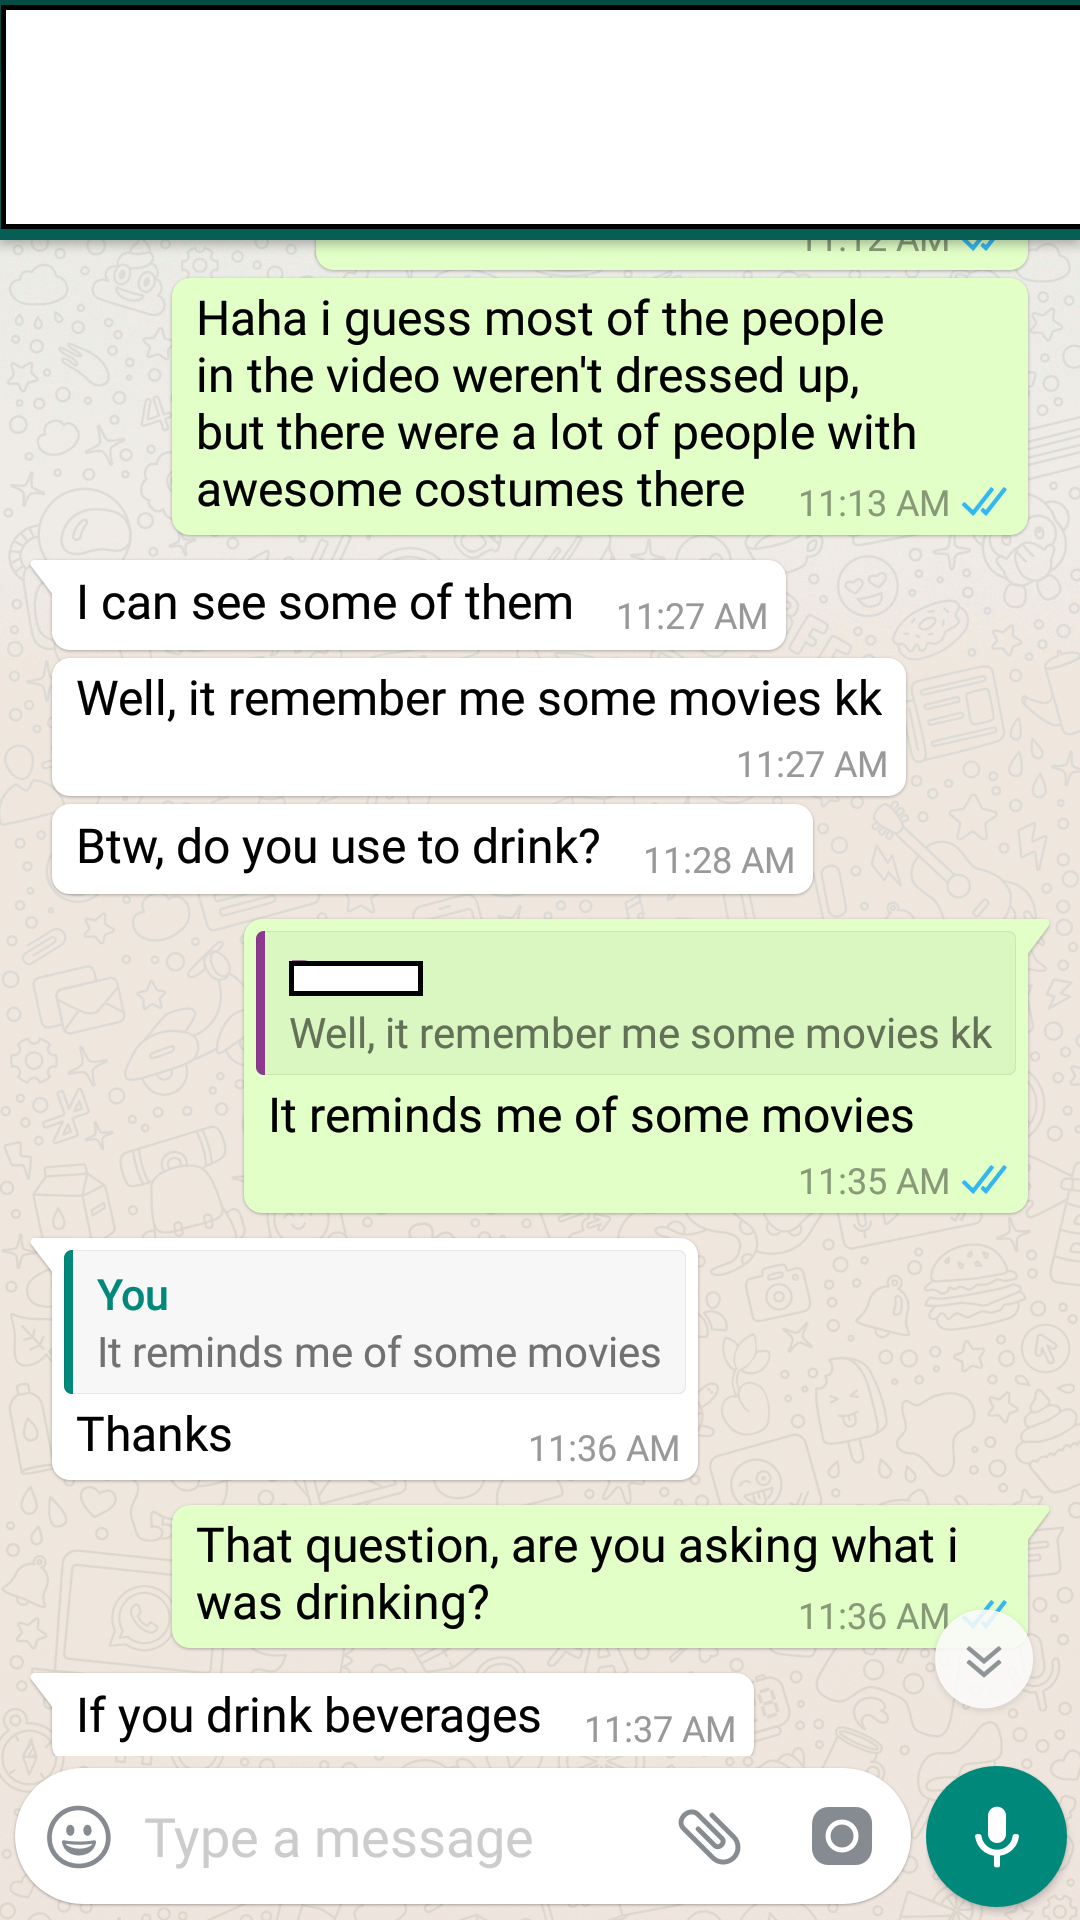 11:12 AM
Haha i guess most of the people
in the video weren't dressed up,
but there were a lot of people with
awesome costumes there 11:13 AM
I can see some of them 11:27 AM
Well, it remember me some movies kk
11:27 AM
Btw, do you use to drink? 11:28 AM
Well, it remember me some movies kk
It reminds me of some movies
11:35 AM
You
It reminds me of some movies
Thanks 11:36 AM
That question, are you asking what i
was drinking? 11:36 AM
If you drink beverages 11:37 AM
Type a message